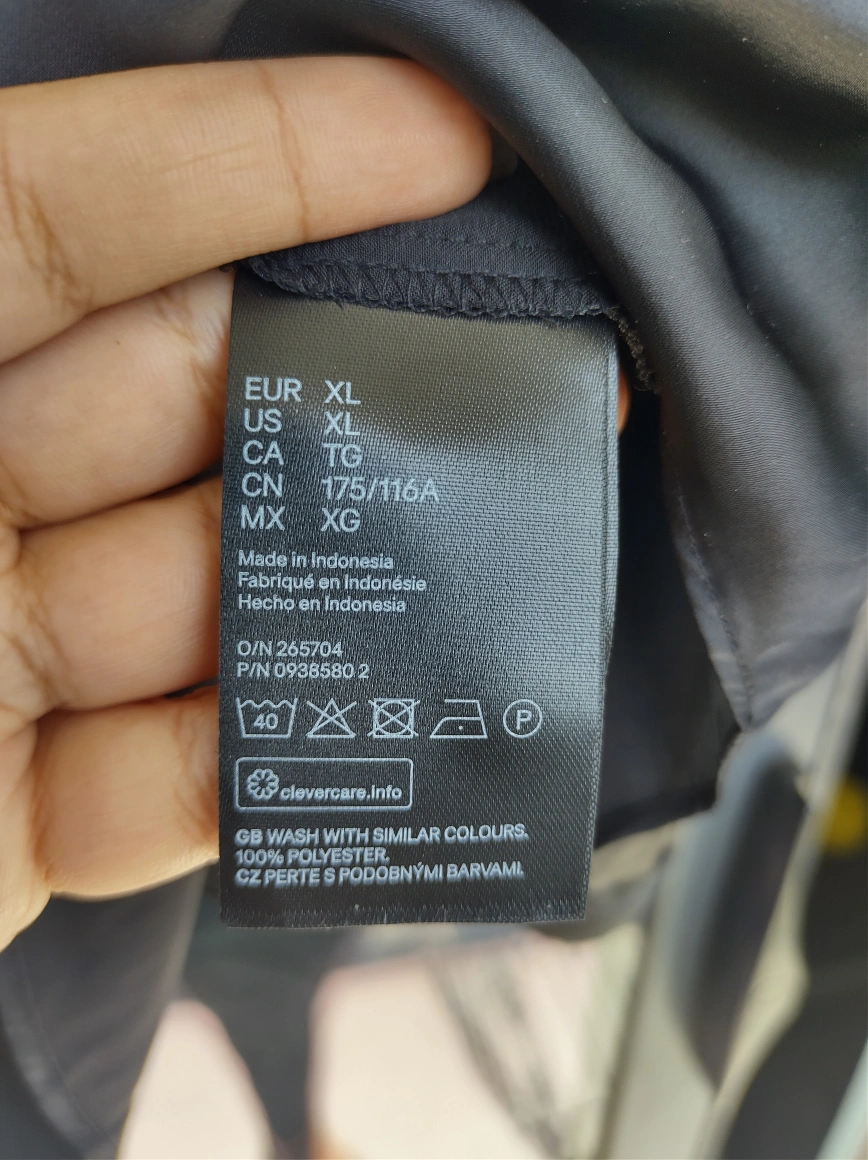 EUR XL
US XL
CA TG
CN 175/116A
MX XG
Made in Indonesia
Fabriqué en Indonésie
Hecho en Indonesia
O/N 265704
P/N 0938580 2
40 P
clevercare.info
GB WASH WITH SIMILAR COLOURS.
100% POLYESTER.
CZ PERTE S PODOBNÝMI BARVAMI.